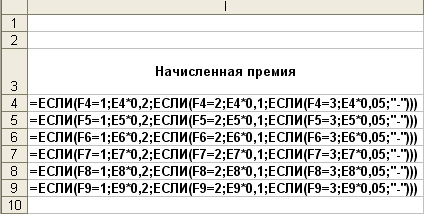 I
1
2
3 Начисленная премия
4 =ЕСЛИ(F4=1;E4*0,2;ЕСЛИ(F4=2;E4*0,1;ЕСЛИ(F4=3;E4*0,05;"-")))
5 =ЕСЛИ(F5=1;E5*0,2;ЕСЛИ(F5=2;E5*0,1;ЕСЛИ(F5=3;E5*0,05;"-")))
6 =ЕСЛИ(F6=1;E6*0,2;ЕСЛИ(F6=2;E6*0,1;ЕСЛИ(F6=3;E6*0,05;"-")))
7 =ЕСЛИ(F7=1;E7*0,2;ЕСЛИ(F7=2;E7*0,1;ЕСЛИ(F7=3;E7*0,05;"-")))
8 =ЕСЛИ(F8=1;E8*0,2;ЕСЛИ(F8=2;E8*0,1;ЕСЛИ(F8=3;E8*0,05;"-")))
9 =ЕСЛИ(F9=1;E9*0,2;ЕСЛИ(F9=2;E9*0,1;ЕСЛИ(F9=3;E9*0,05;"-")))
10